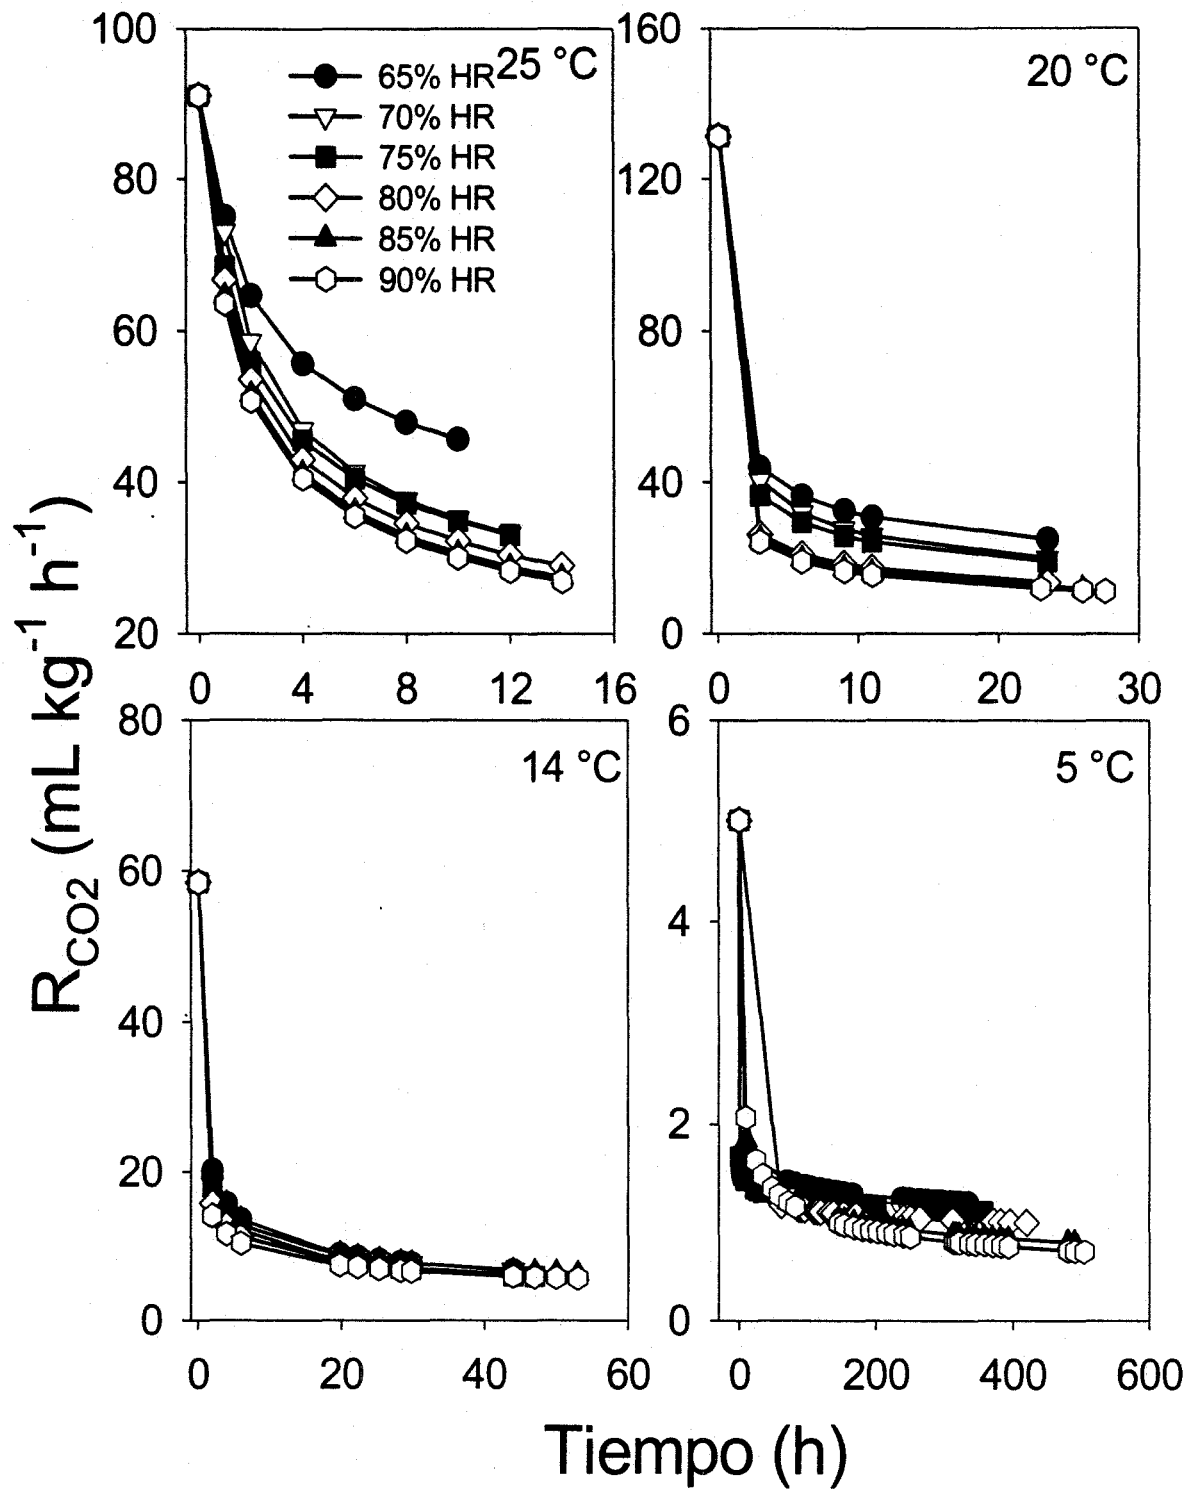 R_CO2 (mL kg^-1 h^-1)
100
80
60
40
20
25 °C
65% HR
70% HR
75% HR
80% HR
85% HR
90% HR
0 4 8 12 16
160
120
80
40
0
20 °C
0 10 20 30
80
60
40
20
0
14 °C
0 20 40 60
6
4
2
0
5 °C
0 200 400 600
Tiempo (h)